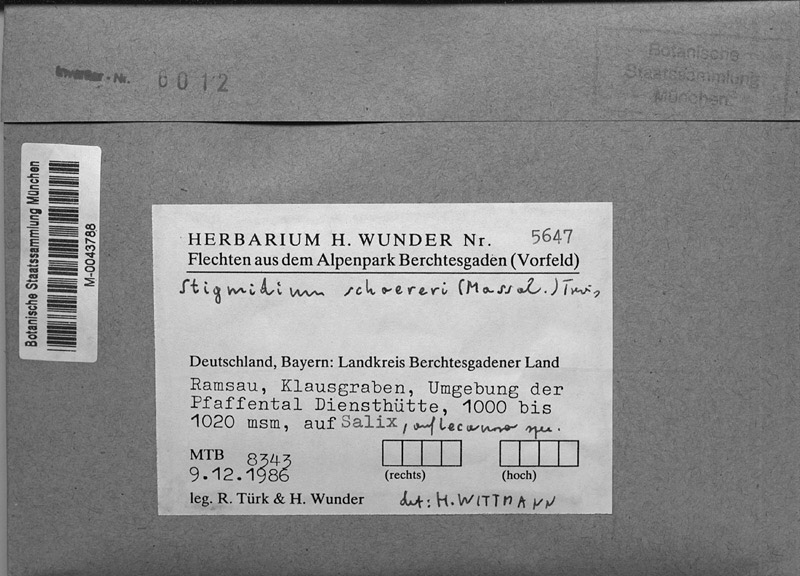 Inventar-Nr. 6012
Botanische
Staatssammlung
München
Botanische Staatssammlung München
M-0043788
HERBARIUM H. WUNDER Nr. 5647
Flechten aus dem Alpenpark Berchtesgaden (Vorfeld)
Stigmidium schaereri (Massal.) Trevis
Deutschland, Bayern: Landkreis Berchtesgadener Land
Ramsau, Klausgraben, Umgebung der
Pfaffental Diensthütte, 1000 bis
1020 msm, auf Salix, auf Lecanora spec.
MTB 8343
9.12.1986
(rechts) (hoch)
leg. R. Türk & H. Wunder det: H. WITTMANN